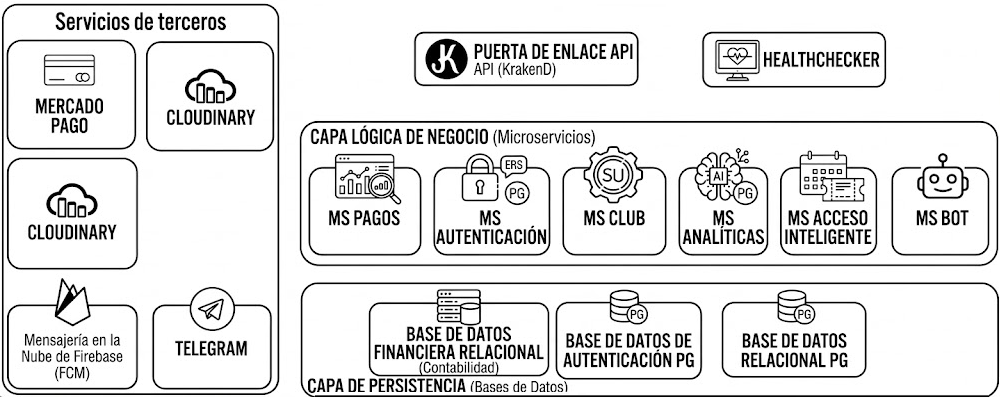 Servicios de terceros
MERCADO
PAGO
CLOUDINARY
CLOUDINARY
Mensajería en la
Nube de Firebase
(FCM)
TELEGRAM
K
PUERTA DE ENLACE API
API (KrakenD)
HEALTHCHECKER
CAPA LÓGICA DE NEGOCIO (Microservicios)
MS PAGOS
ERS
PG
MS
AUTENTICACIÓN
SU
MS CLUB
AI
PG
MS
ANALÍTICAS
MS ACCESO
INTELIGENTE
MS BOT
BASE DE DATOS
FINANCIERA RELACIONAL
(Contabilidad)
PG
BASE DE DATOS DE
AUTENTICACIÓN PG
PG
BASE DE DATOS
RELACIONAL PG
CAPA DE PERSISTENCIA (Bases de Datos)